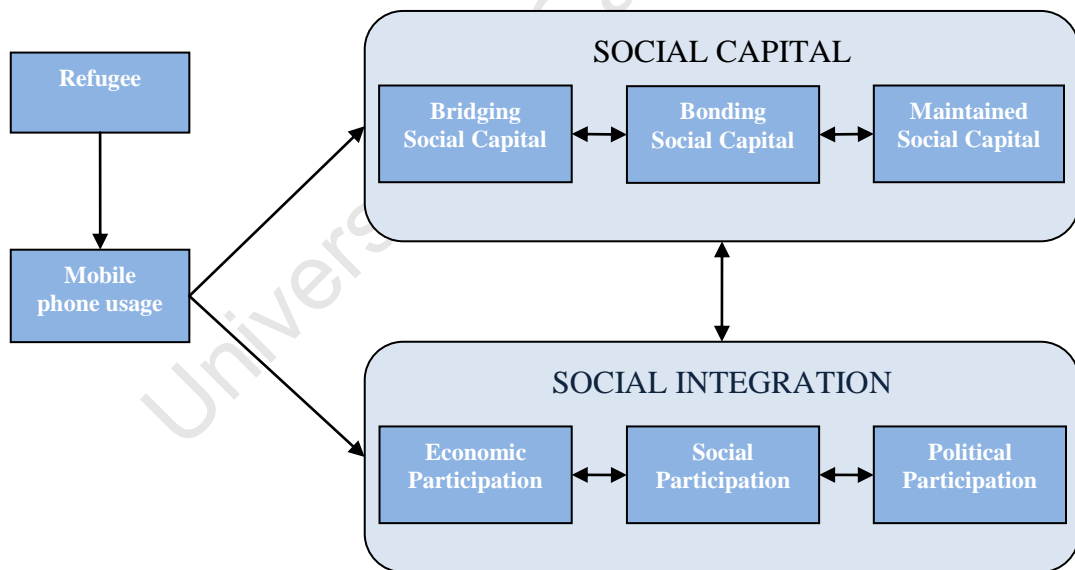 SOCIAL CAPITAL
Refugee
Bridging
Social Capital
Bonding
Social Capital
Maintained
Social Capital
Mobile
phone usage
SOCIAL INTEGRATION
Economic
Participation
Social
Participation
Political
Participation